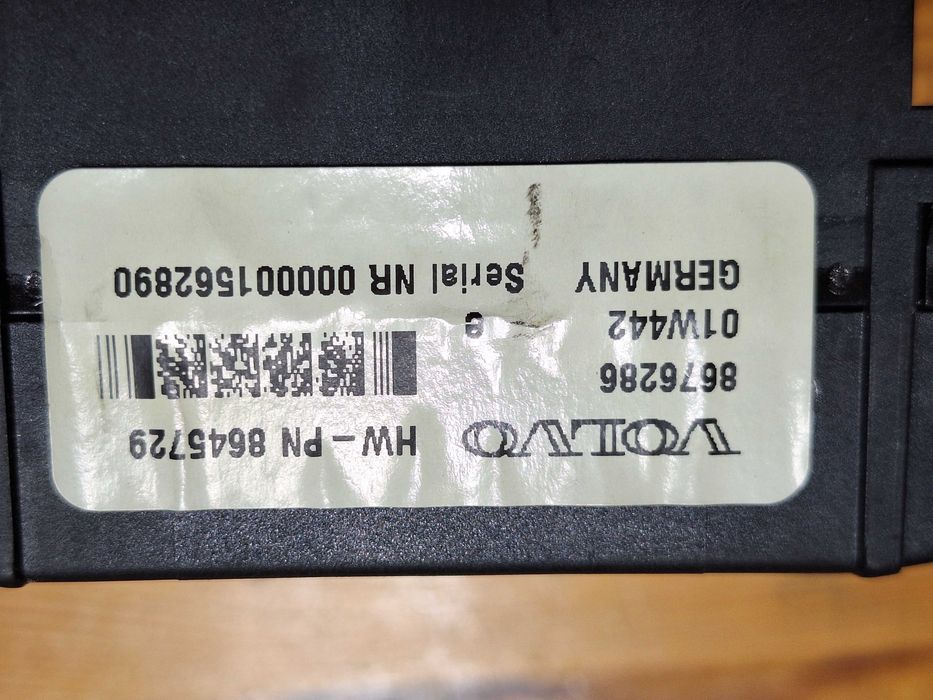 VOLVO HW-PN 8645729
8676286
01W442 e
GERMANY Serial NR 000001562890